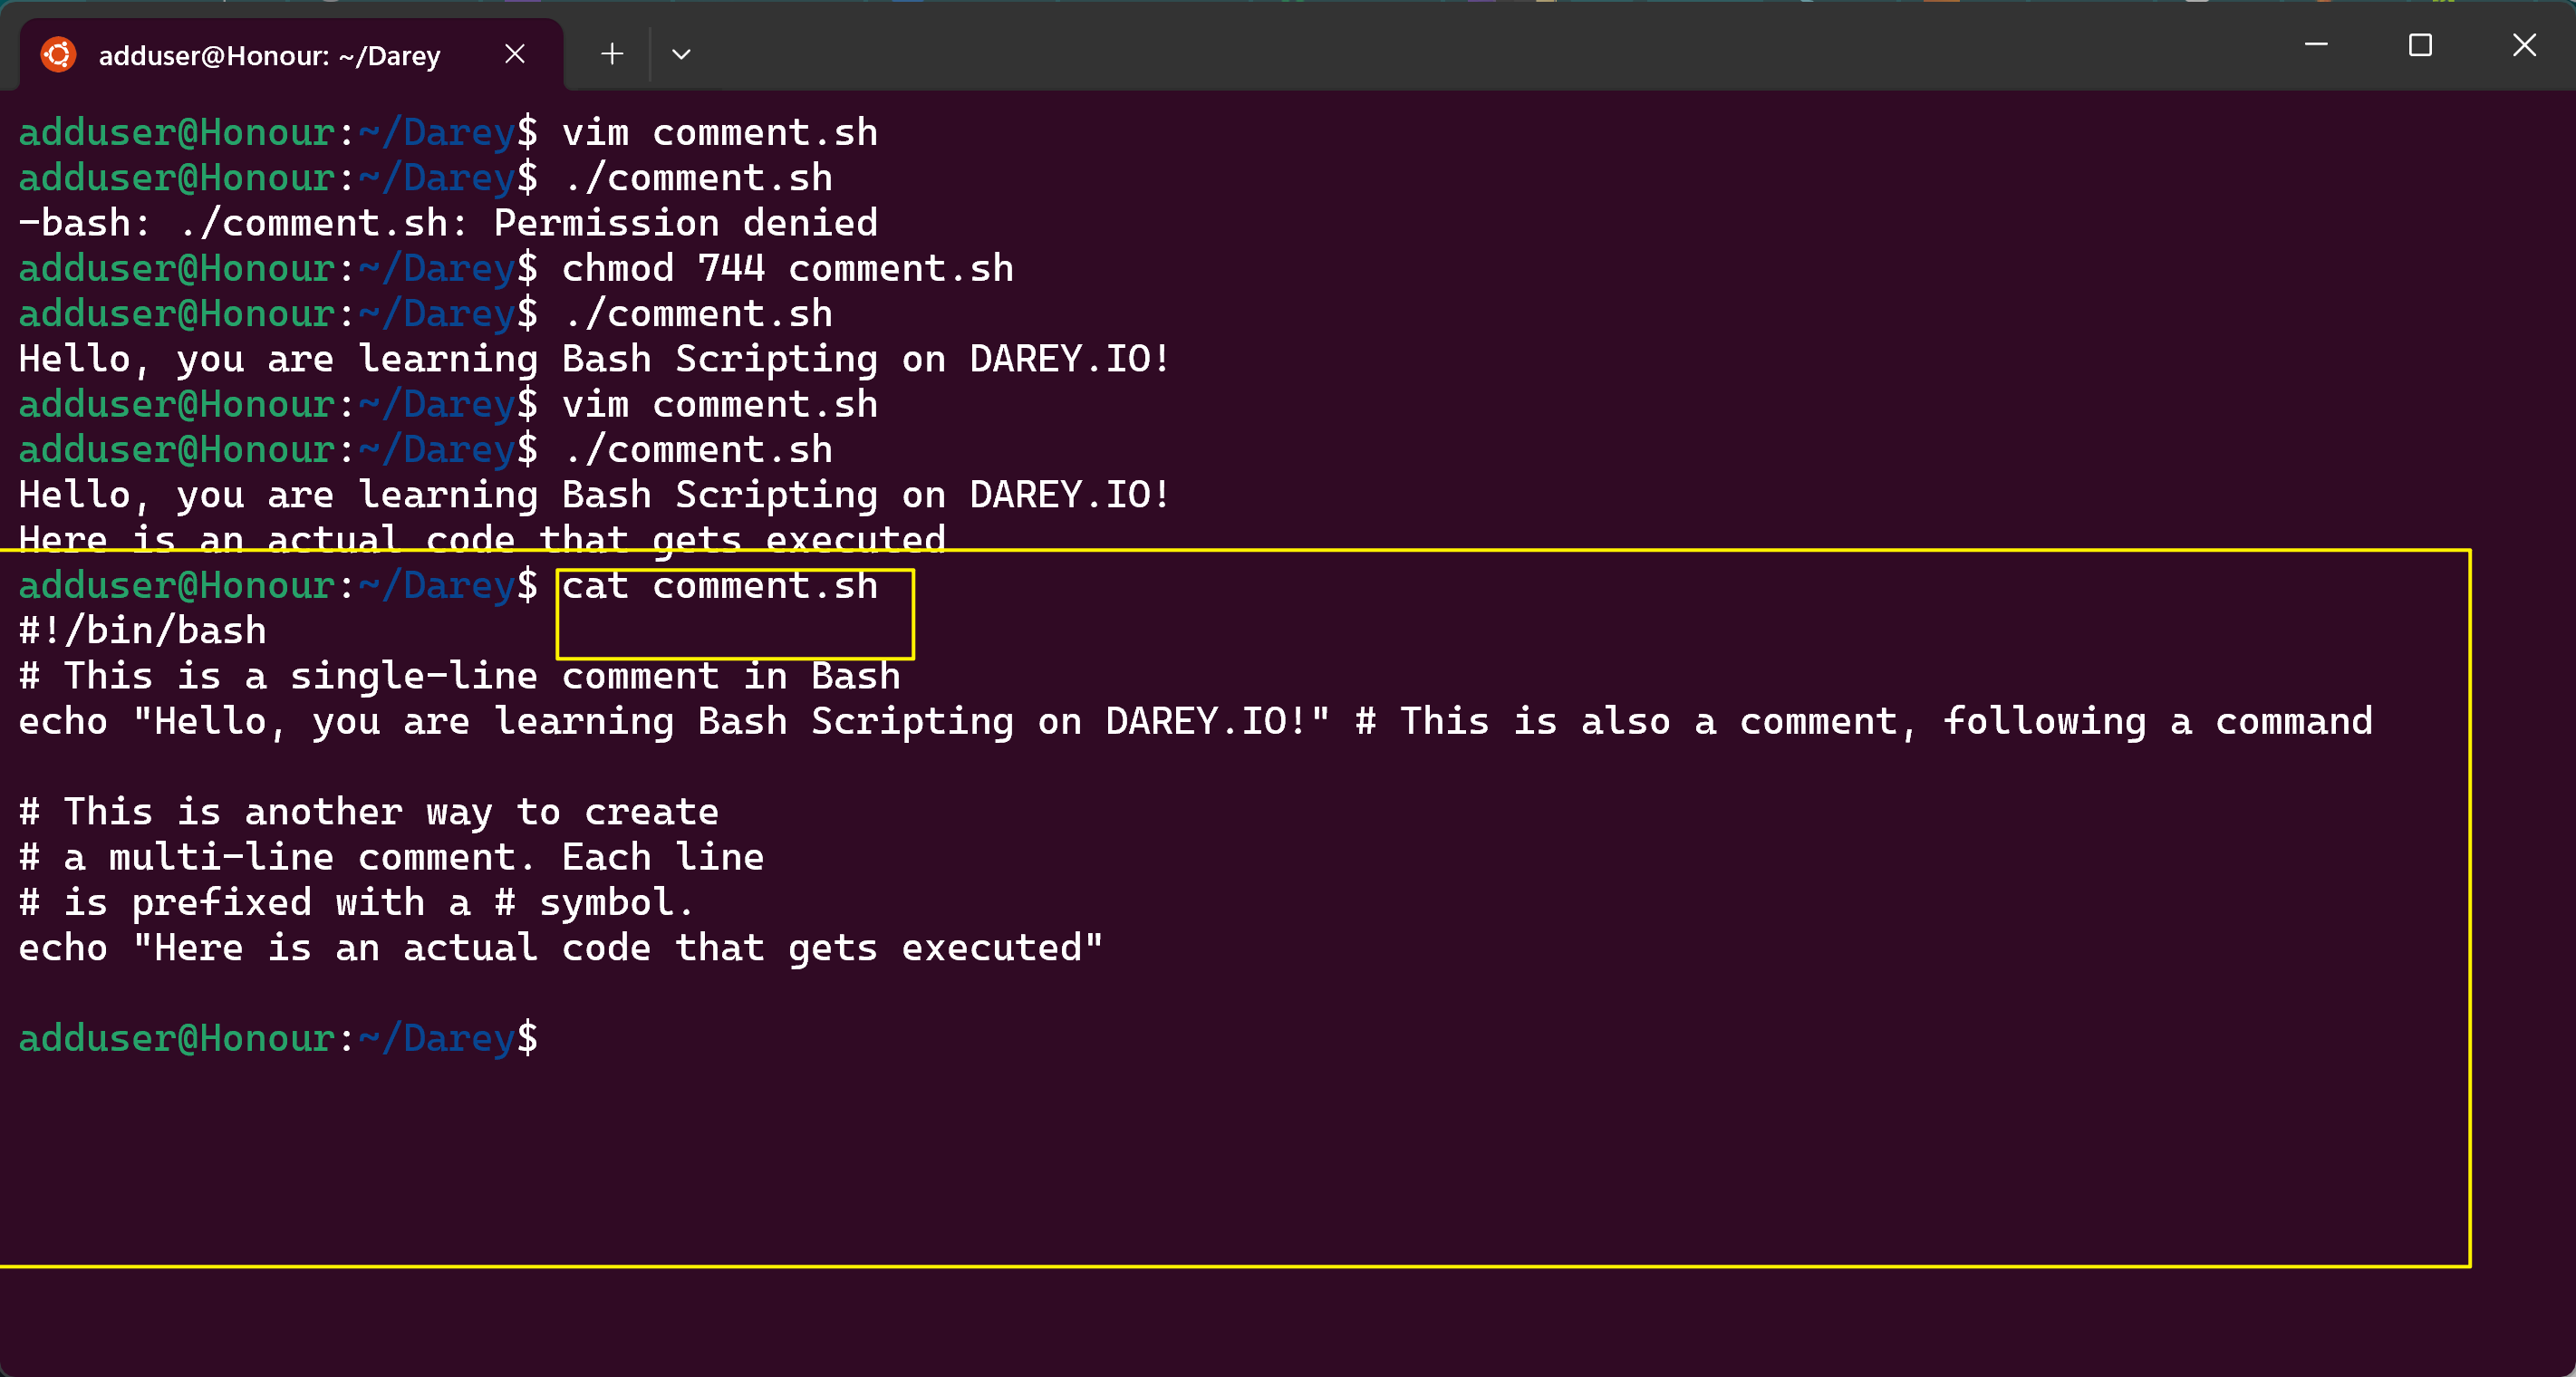 adduser@Honour: ~/Darey
adduser@Honour:~/Darey$ vim comment.sh
adduser@Honour:~/Darey$ ./comment.sh
-bash: ./comment.sh: Permission denied
adduser@Honour:~/Darey$ chmod 744 comment.sh
adduser@Honour:~/Darey$ ./comment.sh
Hello, you are learning Bash Scripting on DAREY.IO!
adduser@Honour:~/Darey$ vim comment.sh
adduser@Honour:~/Darey$ ./comment.sh
Hello, you are learning Bash Scripting on DAREY.IO!
Here is an actual code that gets executed
adduser@Honour:~/Darey$ cat comment.sh
#!/bin/bash
# This is a single-line comment in Bash
echo "Hello, you are learning Bash Scripting on DAREY.IO!" # This is also a comment, following a command
# This is another way to create
# a multi-line comment. Each line
# is prefixed with a # symbol.
echo "Here is an actual code that gets executed"
adduser@Honour:~/Darey$